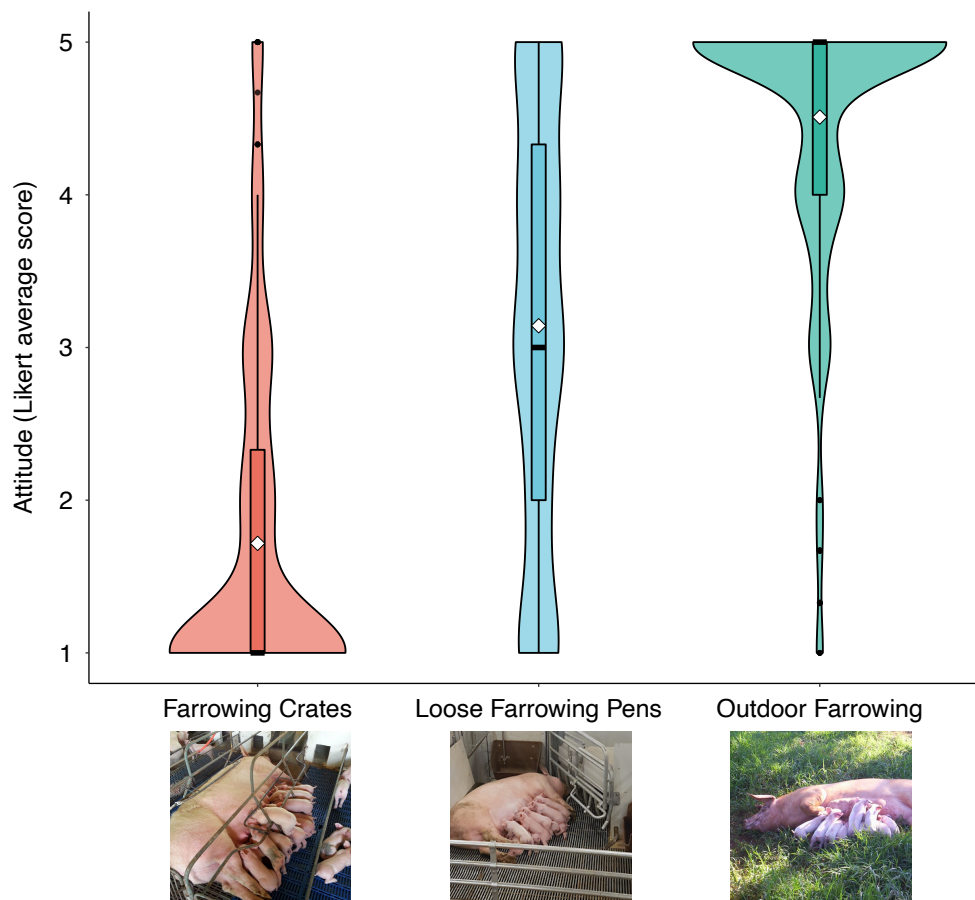 Attitude (Likert average score)
5
4
3
2
1
Farrowing Crates
Loose Farrowing Pens
Outdoor Farrowing